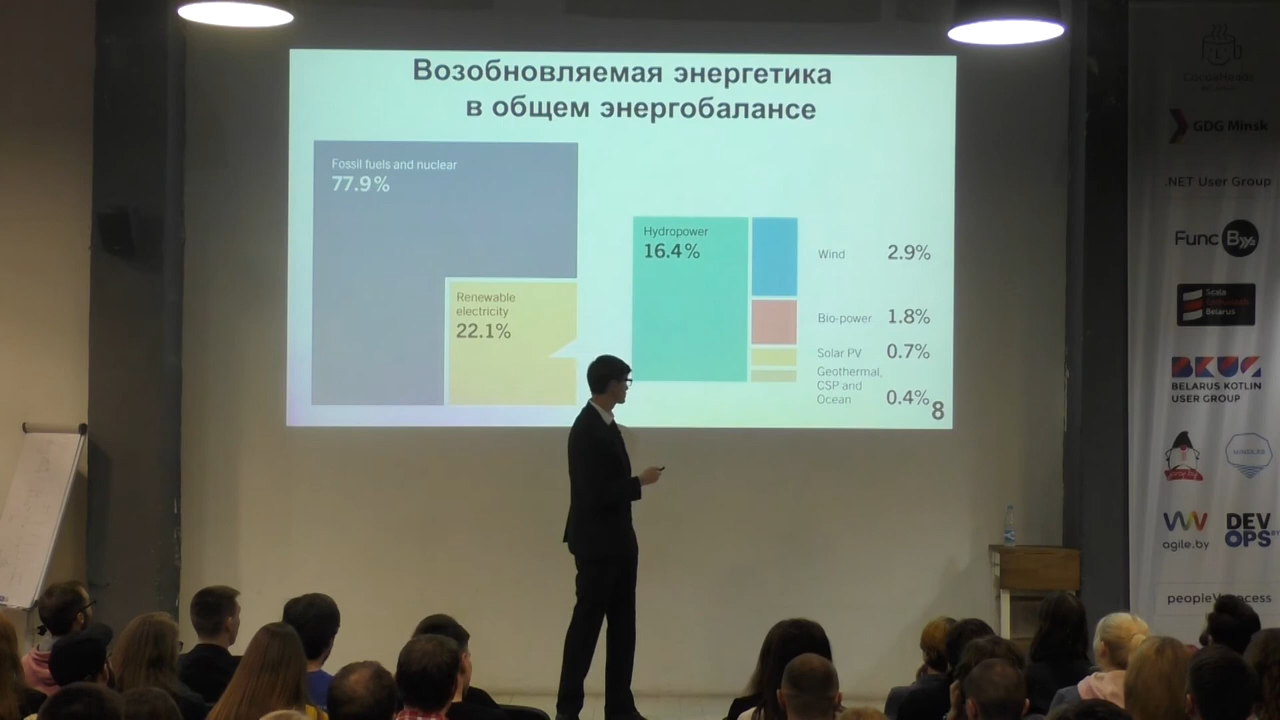 Возобновляемая энергетика
в общем энергобалансе
Fossil fuels and nuclear
77.9%
Renewable
electricity
22.1%
Hydropower
16.4%
Wind 2.9%
Bio-power 1.8%
Solar PV 0.7%
Geothermal,
CSP and
Ocean 0.4%
8
GDG Minsk
.NET User Group
Func By
Scala
Belarus
BKUG
BELARUS KOTLIN
USER GROUP
agile.by
DEV
OPS